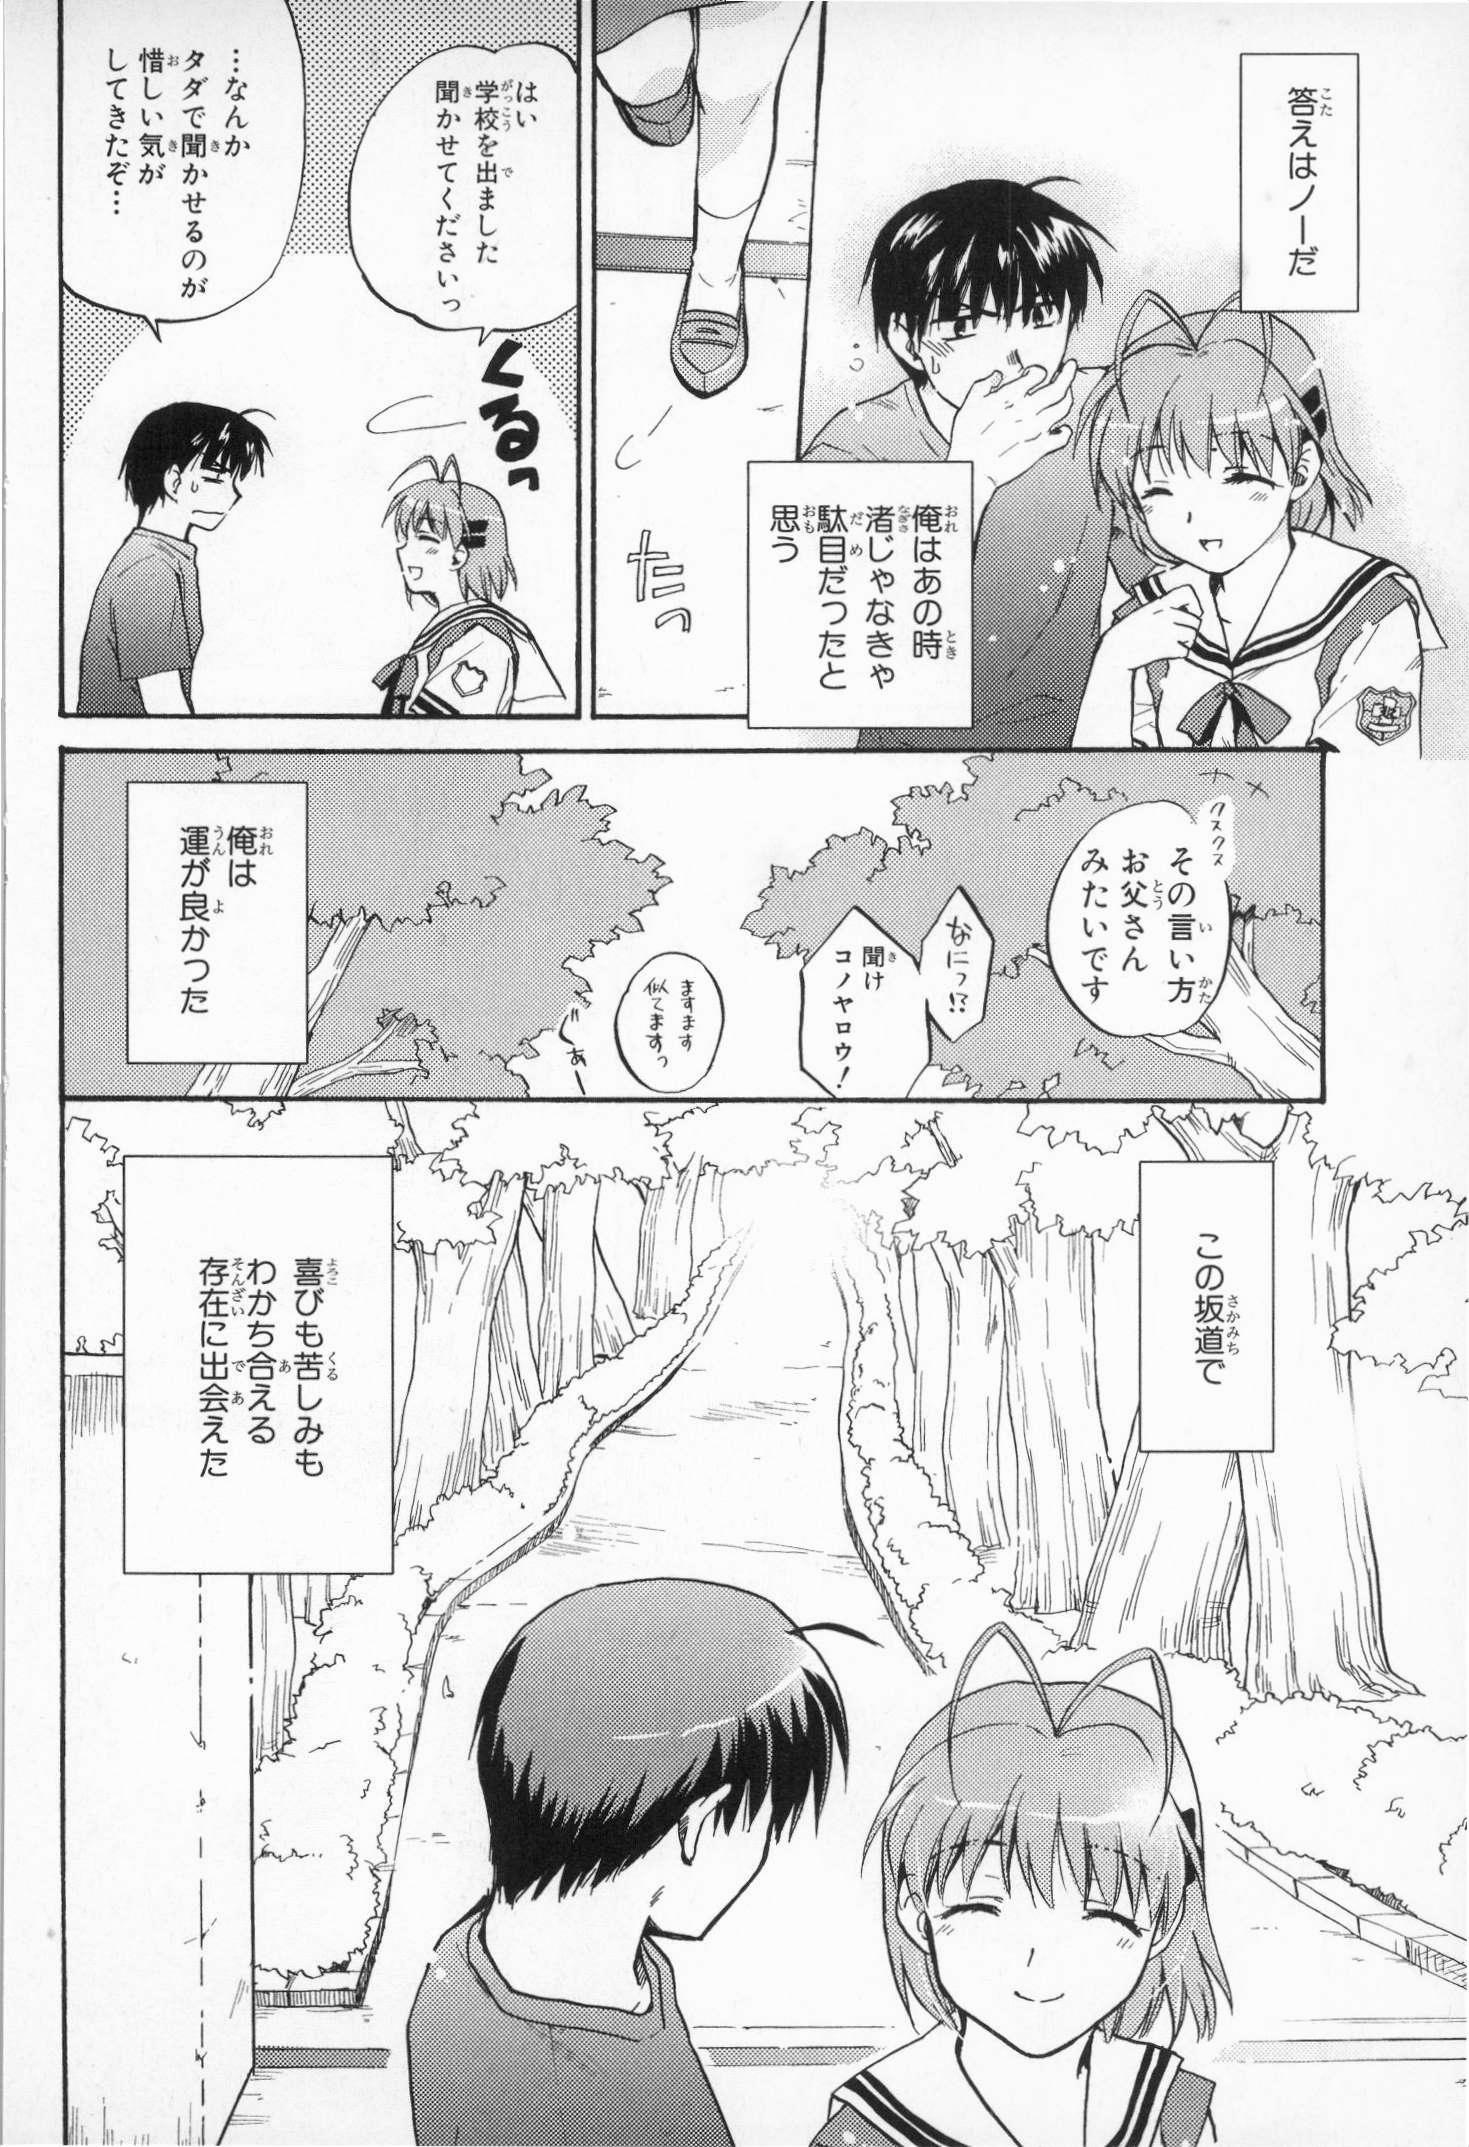 答えはノーだ
俺はあの時
渚じゃなきゃ
駄目だったと
思う
たっ
はい
学校を出ました
聞かせてくださいっ
くるっ
…なんか
タダで聞かせるのが
惜しい気が
してきたぞ…
クスクス
その言い方
お父さん
みたいです
なにっ!?
聞け
コノヤロウ!
ますます
似てますっ
俺は
運が良かった
この坂道で
喜びも苦しみも
わかち合える
存在に出会えた